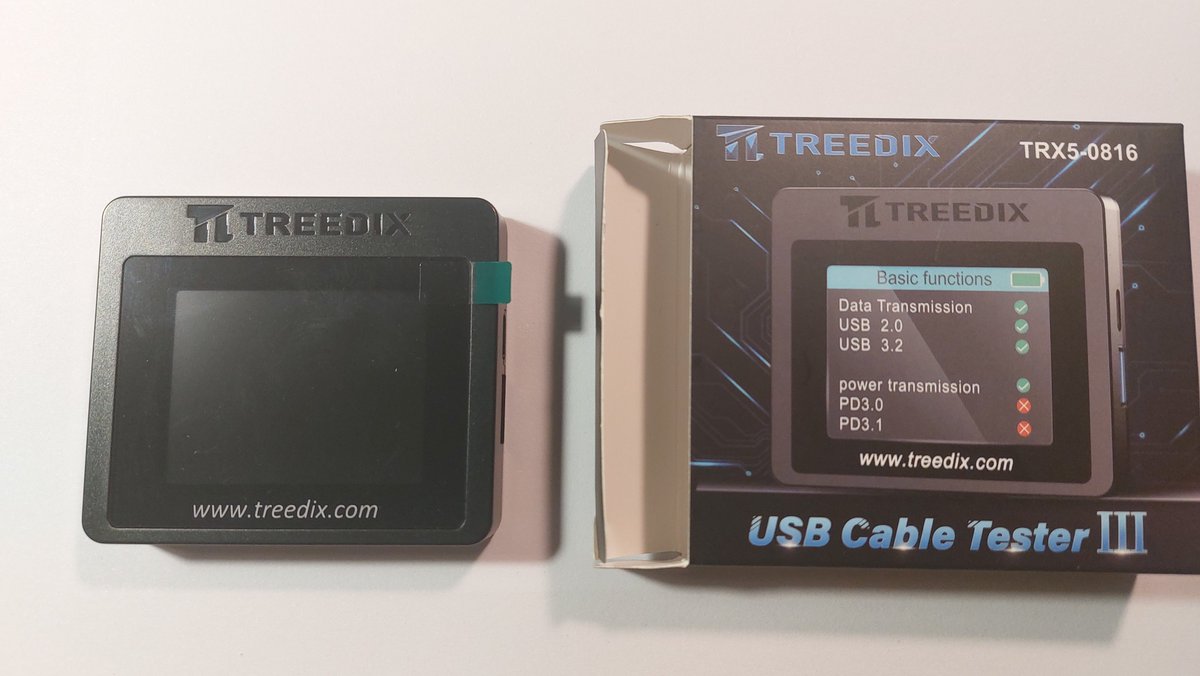 TREEDIX
www.treedix.com
TREEDIX
TRX5-0816
TREEDIX
Basic functions
Data Transmission
USB 2.0
USB 3.2
power transmission
PD3.0
PD3.1
www.treedix.com
USB Cable Tester III